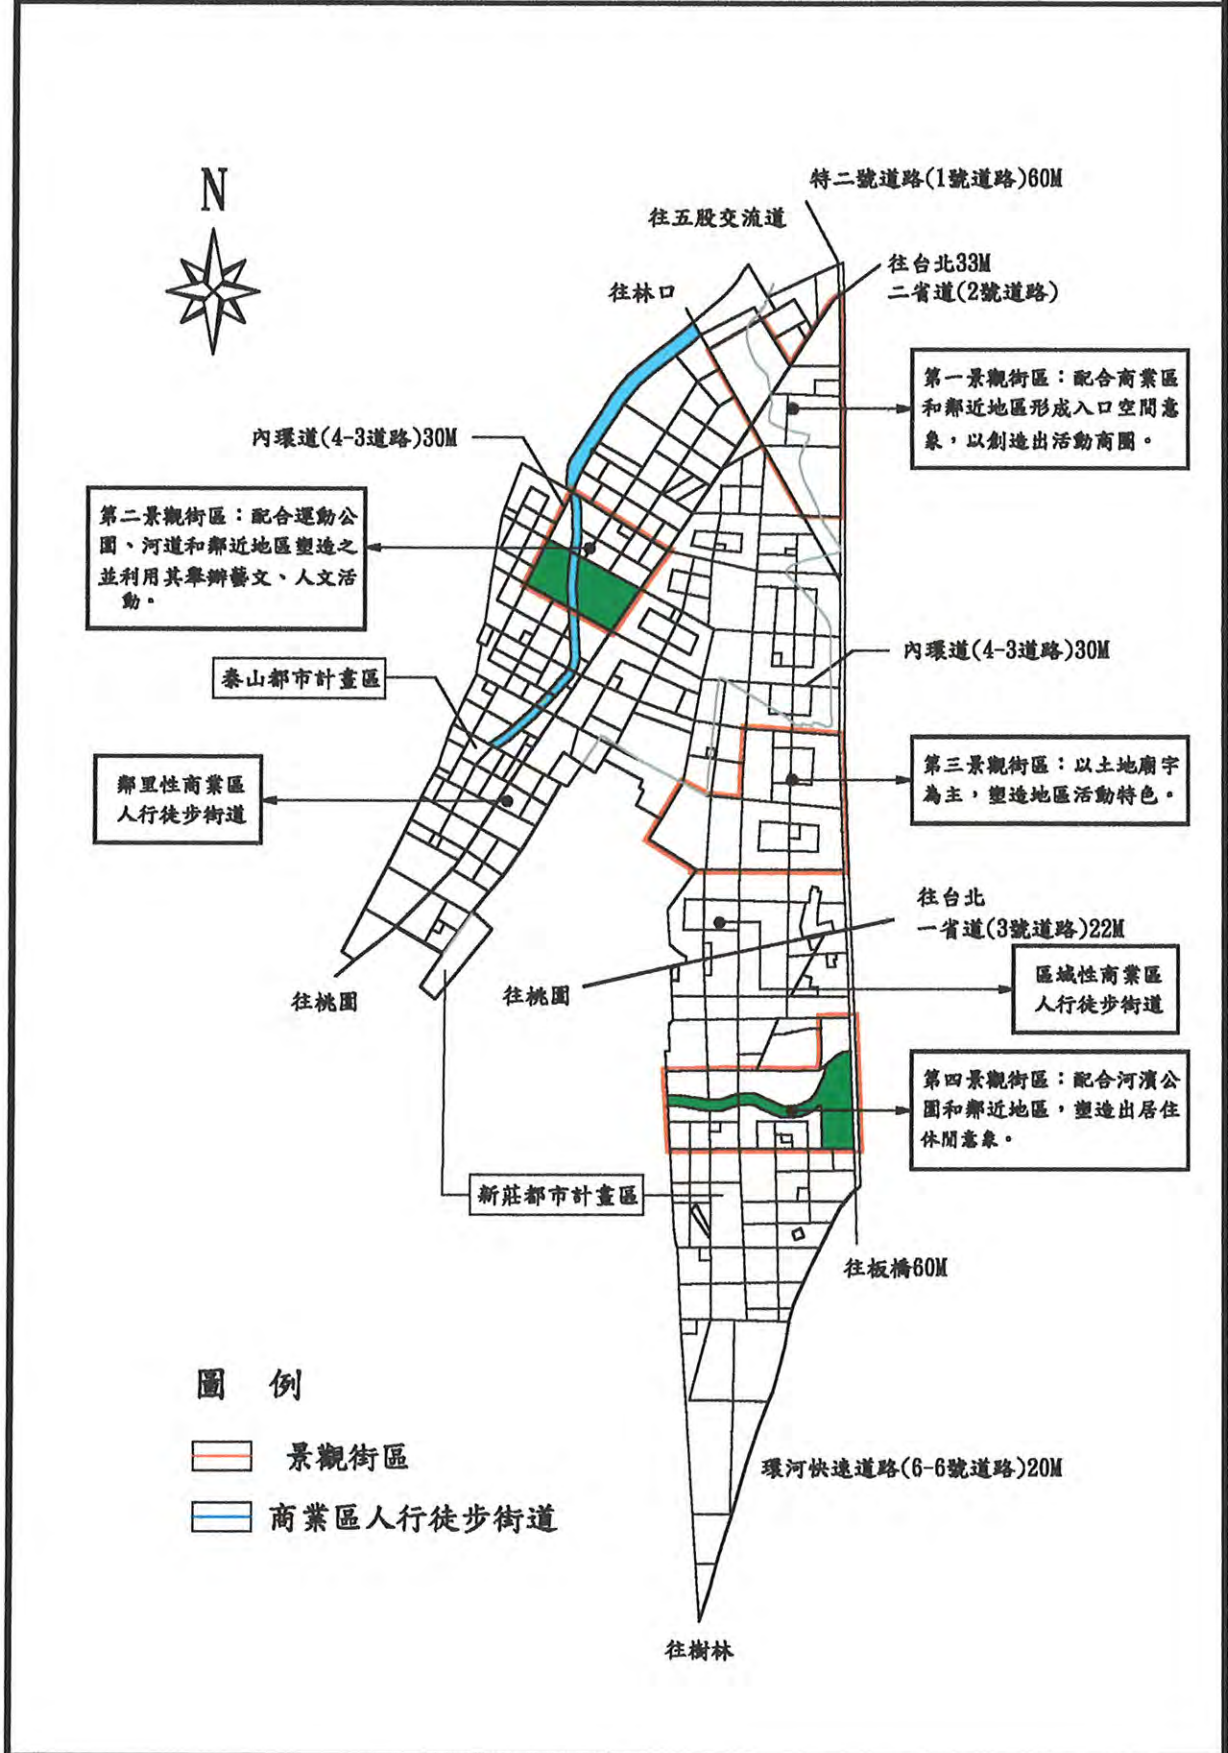 N
特二號道路(1號道路)60M
往五股交流道
往台北33M
二省道(2號道路)
往林口
第一景觀街區：配合商業區
和鄰近地區形成入口空間意
象，以創造出活動商圈。
內環道(4-3道路)30M
第二景觀街區：配合運動公
園、河道和鄰近地區塑造之
並利用其舉辦藝文、人文活
動。
內環道(4-3道路)30M
泰山都市計畫區
鄰里性商業區
人行徒步街道
第三景觀街區：以土地廟宇
為主，塑造地區活動特色。
往台北
一省道(3號道路)22M
往桃園
往桃園
區域性商業區
人行徒步街道
第四景觀街區：配合河濱公
園和鄰近地區，塑造出居住
休閒意象。
新莊都市計畫區
往板橋60M
圖 例
景觀街區
商業區人行徒步街道
環河快速道路(6-6號道路)20M
往樹林